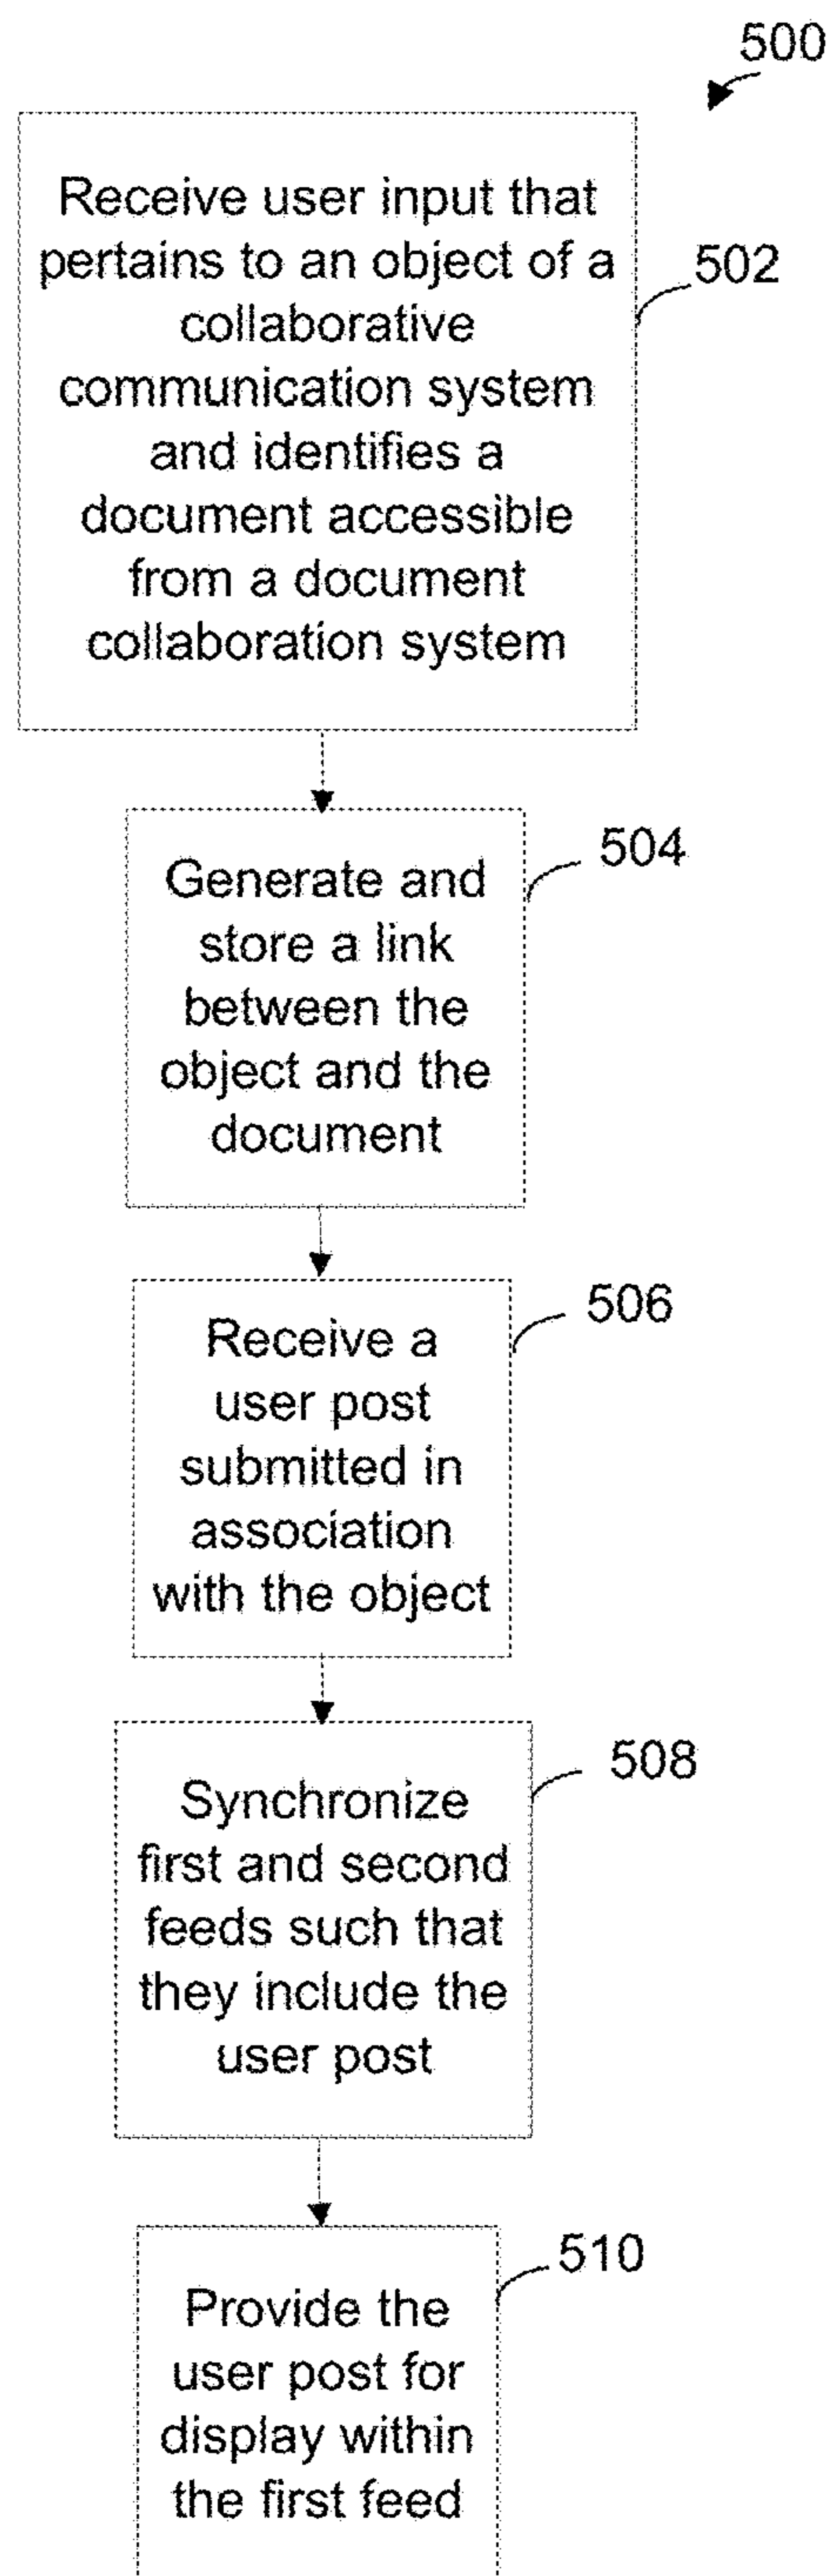 500
Receive user input that
pertains to an object of a
collaborative
communication system
and identifies a
document accessible
from a document
collaboration system
502
Generate and
store a link
between the
object and the
document
504
Receive a
user post
submitted in
association
with the object
506
Synchronize
first and second
feeds such that
they include the
user post
508
Provide the
user post for
display within
the first feed
510